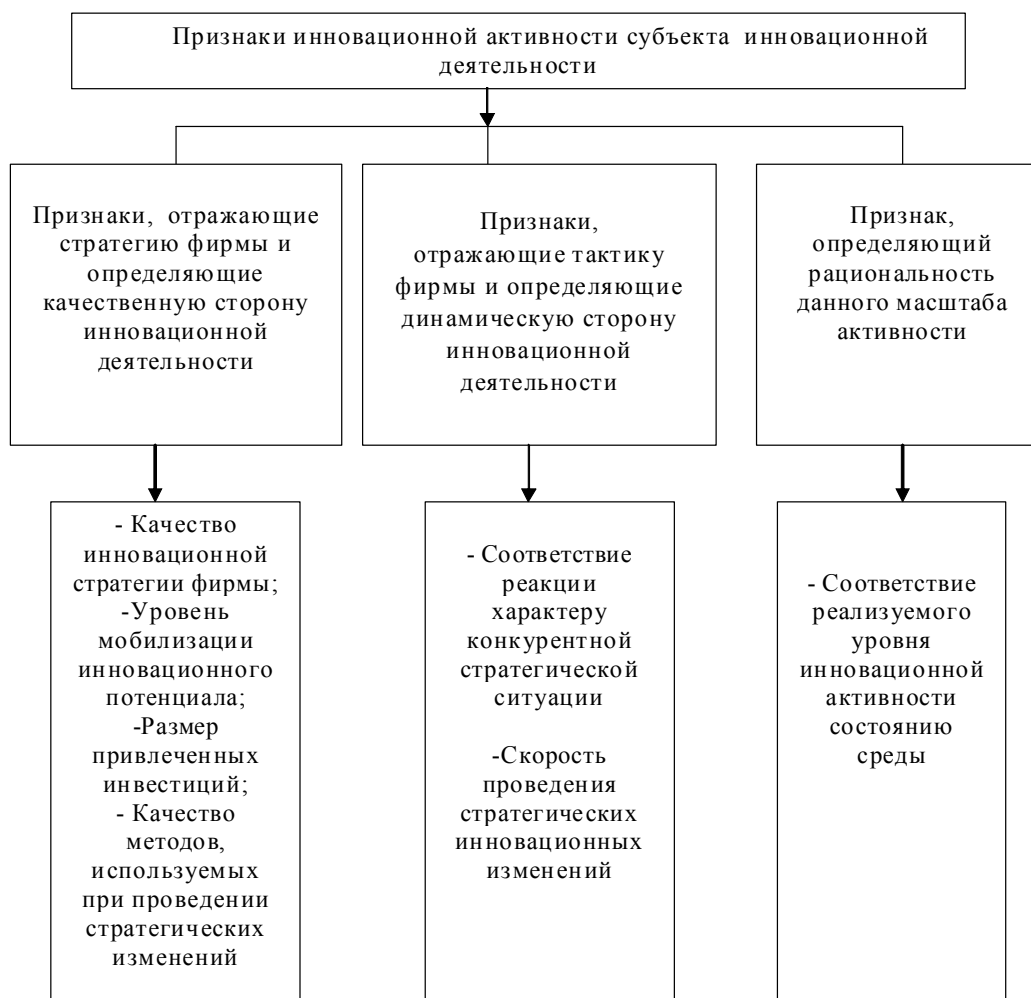 Признаки инновационной активности субъекта инновационной
деятельности
Признаки, отражающие
стратегию фирмы и
определяющие
качественную сторону
инновационной
деятельности
Признаки,
отражающие тактику
фирмы и определяющие
динамическую сторону
инновационной
деятельности
Признак,
определяющий
рациональность
данного масштаба
активности
- Качество
инновационной
стратегии фирмы;
-Уровень
мобилизации
инновационного
потенциала;
-Размер
привлеченных
инвестиций;
- Качество
методов,
используемых
при проведении
стратегических
изменений
- Соответствие
реакции
характеру
конкурентной
стратегической
ситуации
-Скорость
проведения
стратегических
инновационных
изменений
- Соответствие
реализуемого
уровня
инновационной
активности
состоянию
среды